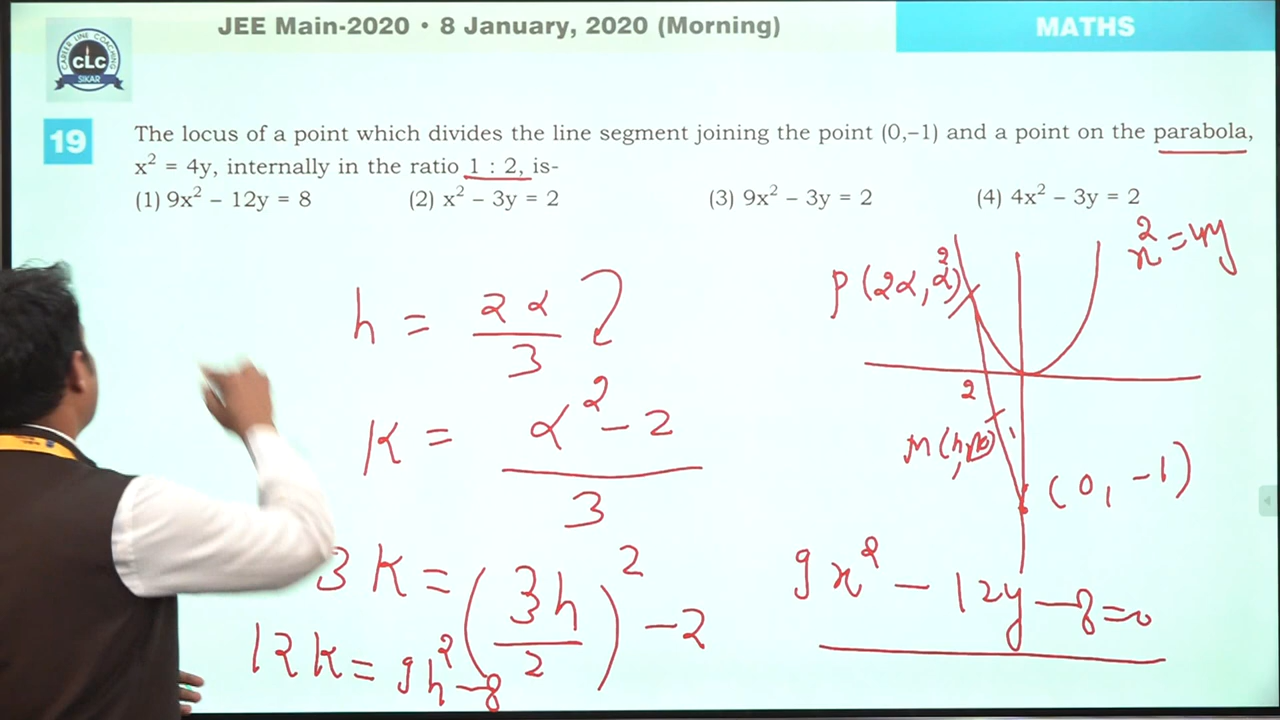 JEE Main-2020 • 8 January, 2020 (Morning)
MATHS
CAREER LINE COACHING
CLC
SIKAR
19
The locus of a point which divides the line segment joining the point (0,–1) and a point on the parabola,
x² = 4y, internally in the ratio 1 : 2, is-
(1) 9x² – 12y = 8 (2) x² – 3y = 2 (3) 9x² – 3y = 2 (4) 4x² – 3y = 2
h = 2α/3
k = (α² – 2)/3
3k = (3h/2)² – 2
12k = 9h² – 8
x² = 4y
P(2α, α²)
2
M(h,k) 1
(0, –1)
9x² – 12y – 8 = 0